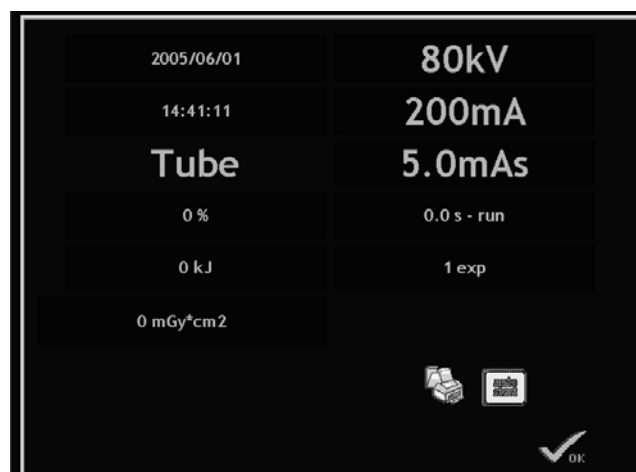 2005/06/01
80kV
14:41:11
200mA
Tube
5.0mAs
0 %
0.0 s - run
0 kJ
1 exp
0 mGy*cm2
OK